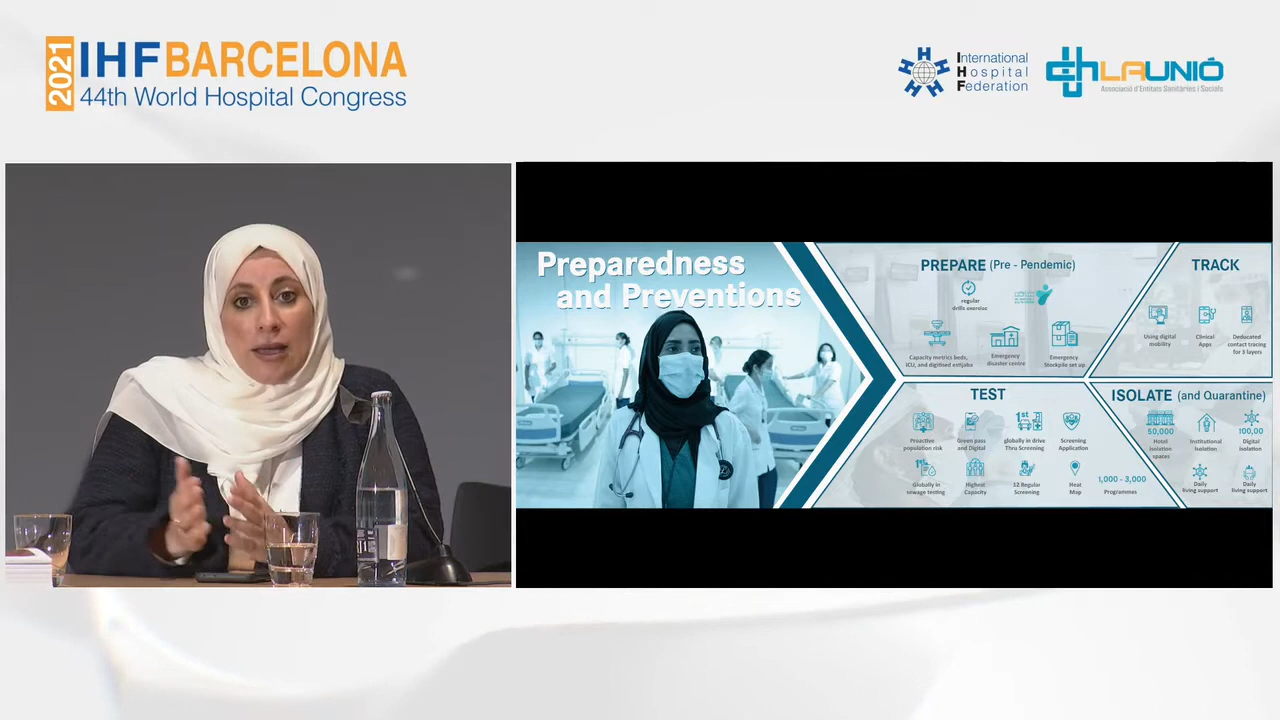 2021
IHF BARCELONA
44th World Hospital Congress
International
Hospital
Federation
LAUNIÓ
Associació d'Entitats Sanitàries i Socials
Preparedness
and Preventions
PREPARE (Pre - Pendemic)
regular
drills exersise
Capacity metrics beds,
ICU, and digitised estjabe
Emergency
disaster centre
Emergency
Stockpile set up
TRACK
Using digital
mobility
Clinical
Apps
Deducated
contact tracing
for 3 layers
TEST
Proactive
population risk
Green pass
and Digital
1st
globally in drive
Thru Screening
Screening
Application
1st
Globally in
sewage testing
Highest
Capacity
12 Regular
Screening
Heat
Map
1,000 - 3,000
Programmes
ISOLATE (and Quarantine)
50,000
Hotel
isolation
spaces
Institutional
isolation
100,00
Digital
isolation
Daily
living support
Daily
living support